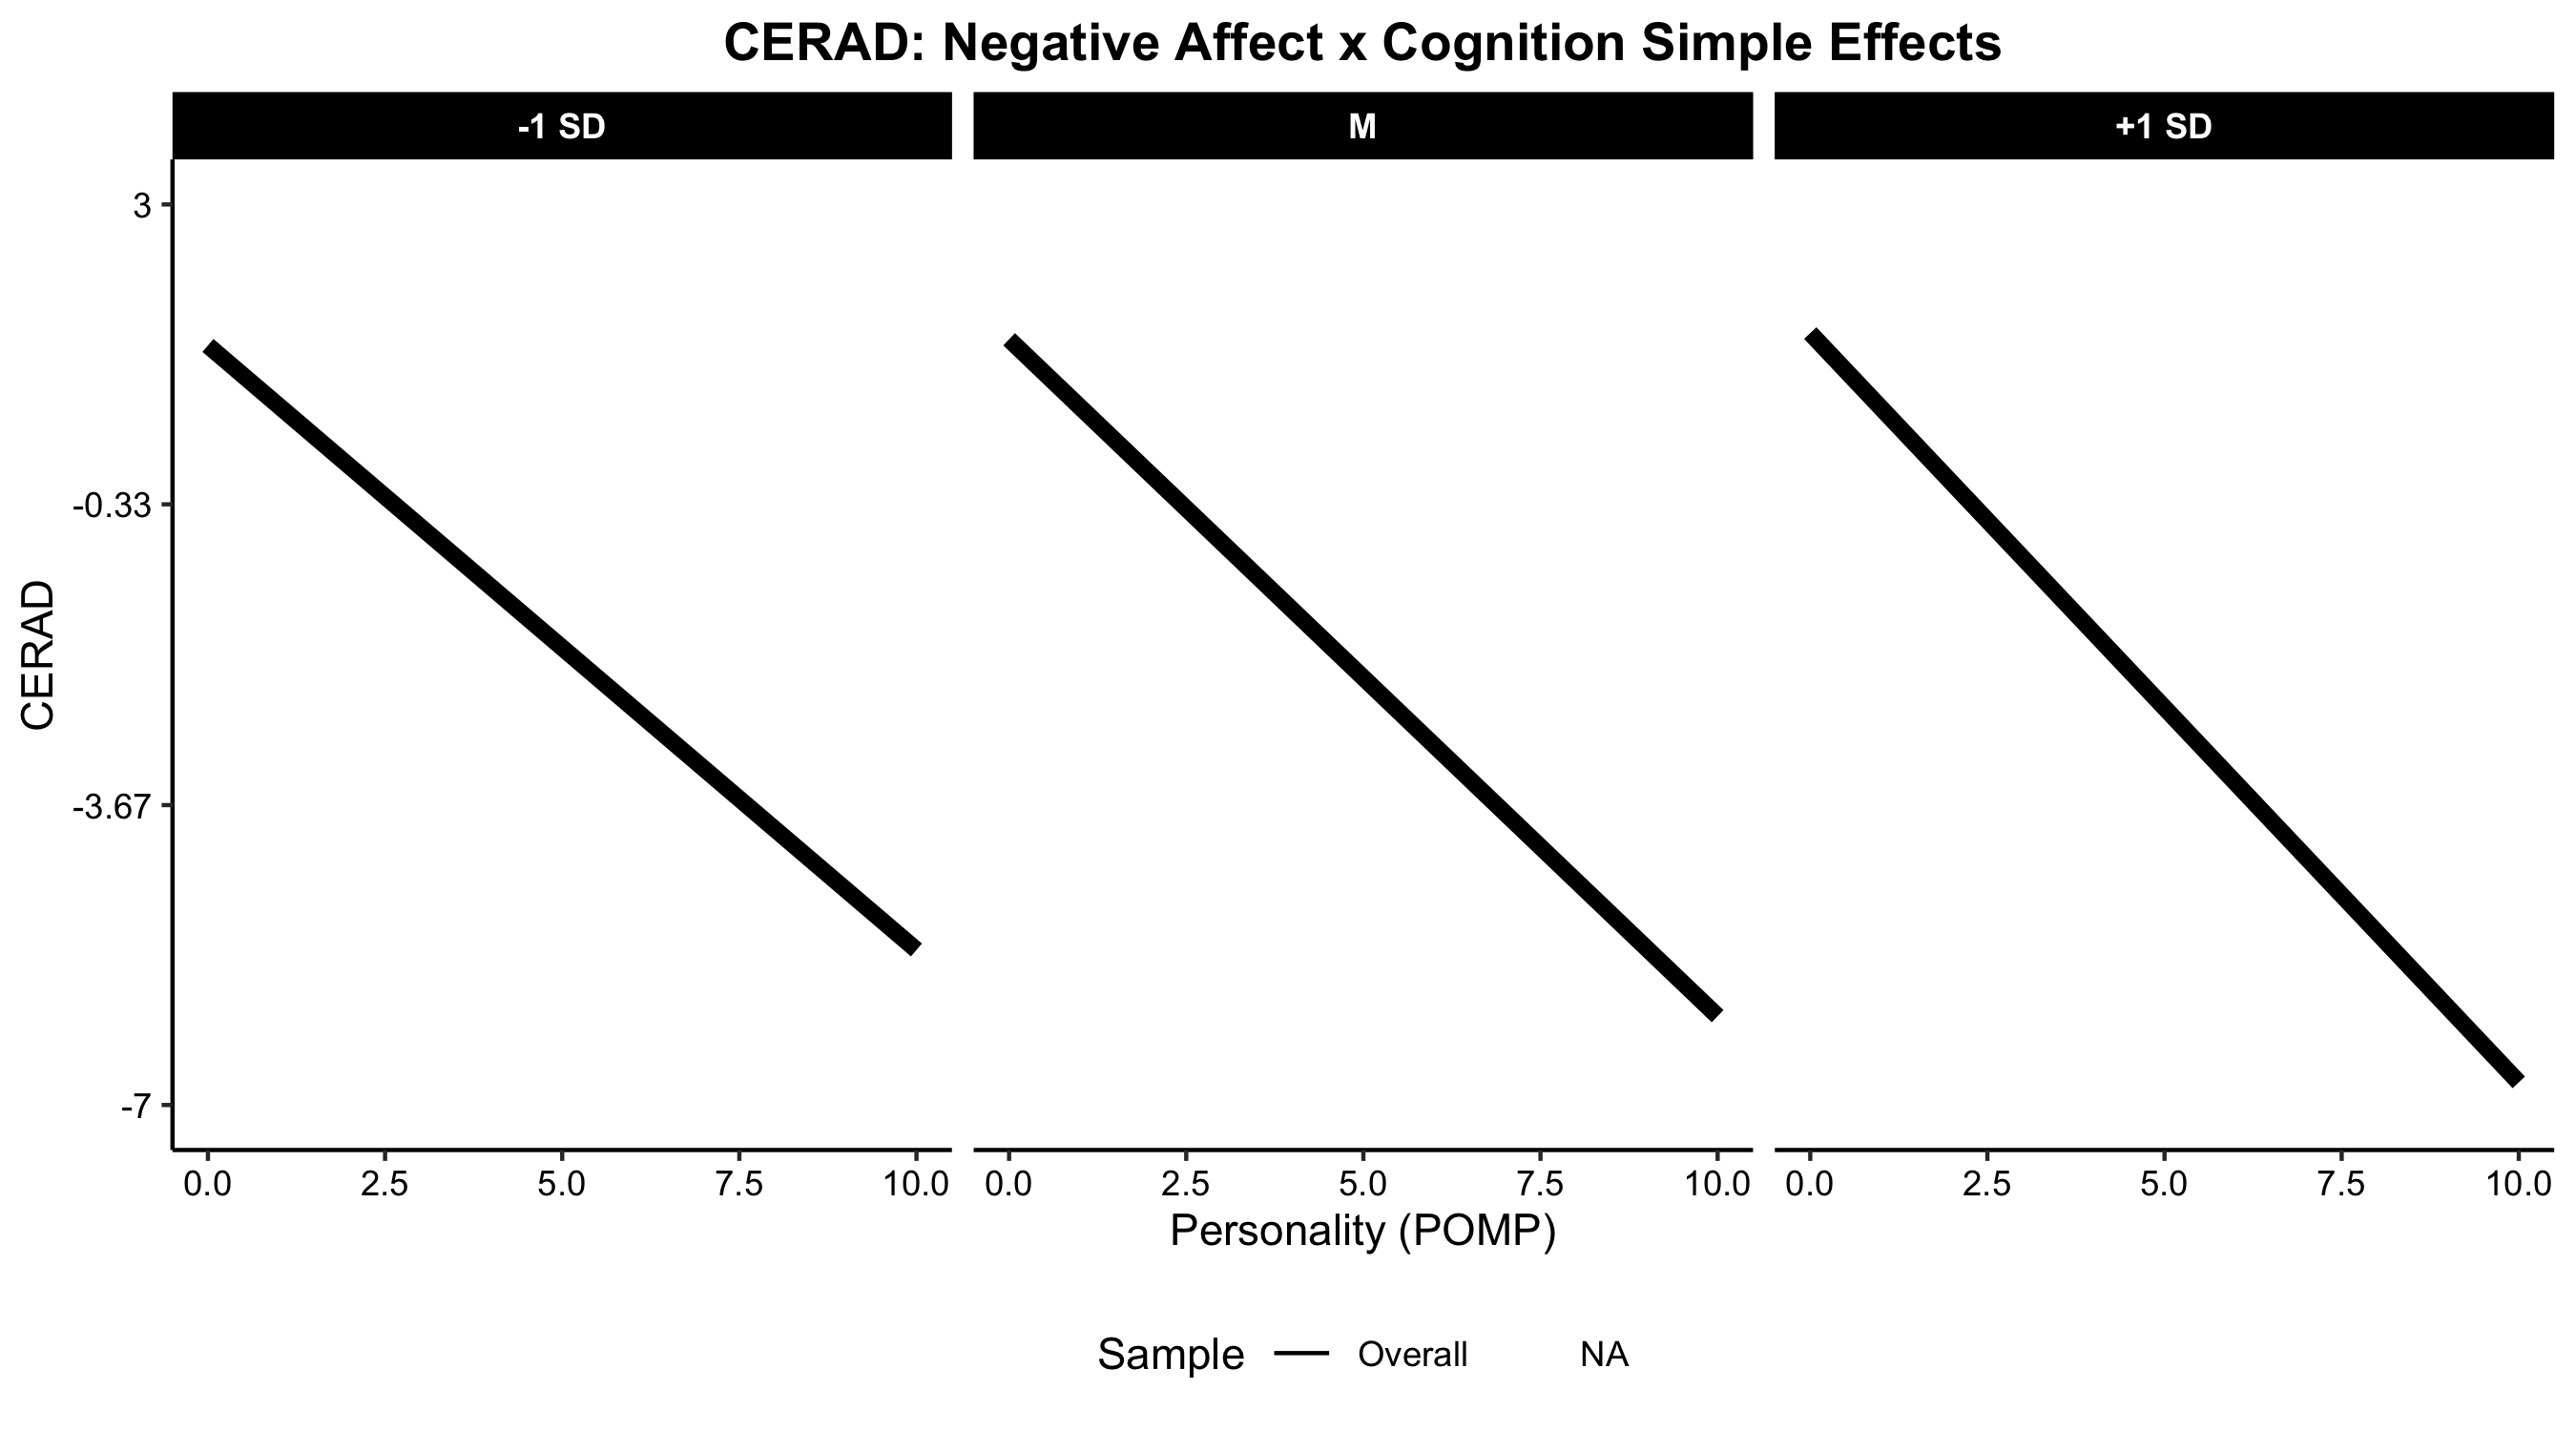 CERAD: Negative Affect x Cognition Simple Effects
-1 SD M +1 SD
3
-0.33
-3.67
-7
CERAD
0.0 2.5 5.0 7.5 10.0 0.0 2.5 5.0 7.5 10.0 0.0 2.5 5.0 7.5 10.0
Personality (POMP)
Sample Overall NA